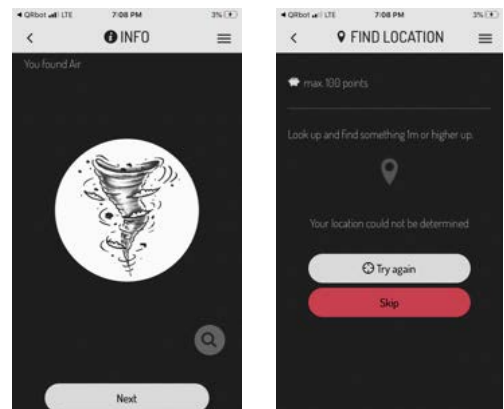 QRbot LTE 7:08 PM 3%
INFO
You found Air
Next
QRbot LTE 7:08 PM 3%
FIND LOCATION
max. 100 points
Look up and find something 1m or higher up.
Your location could not be determined
Try again
Skip